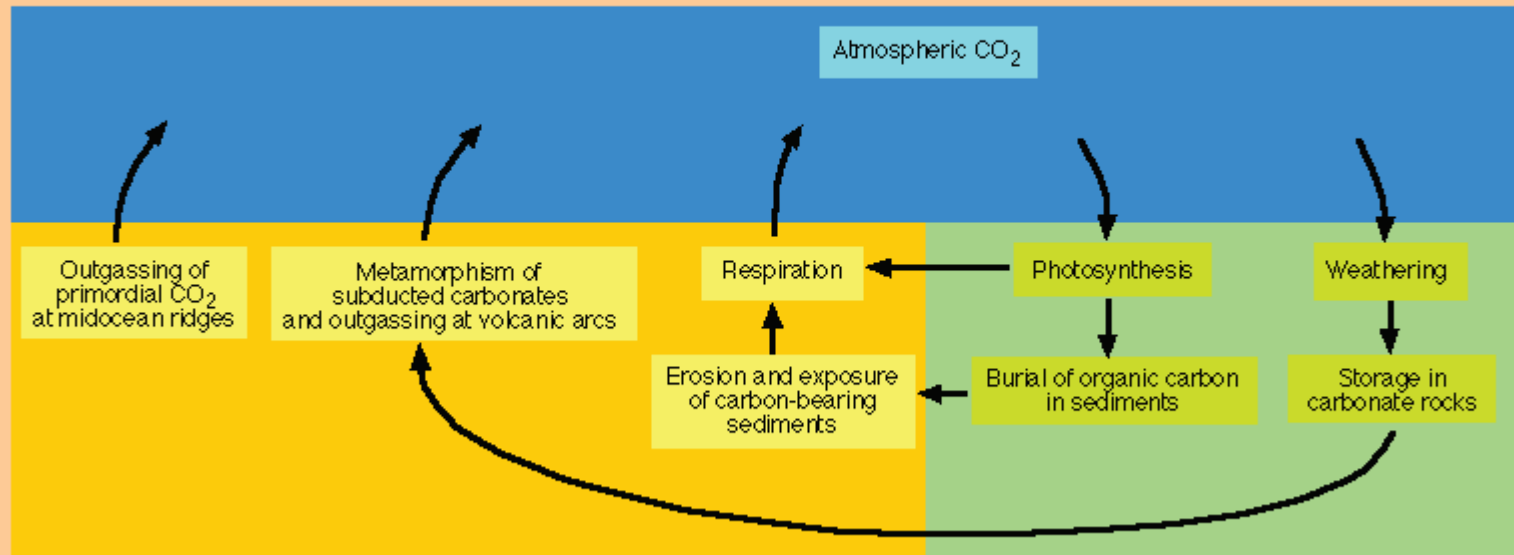 Atmospheric CO2
Outgassing of
primordial CO2
at midocean ridges
Metamorphism of
subducted carbonates
and outgassing at volcanic arcs
Respiration
Photosynthesis
Weathering
Erosion and exposure
of carbon-bearing
sediments
Burial of organic carbon
in sediments
Storage in
carbonate rocks